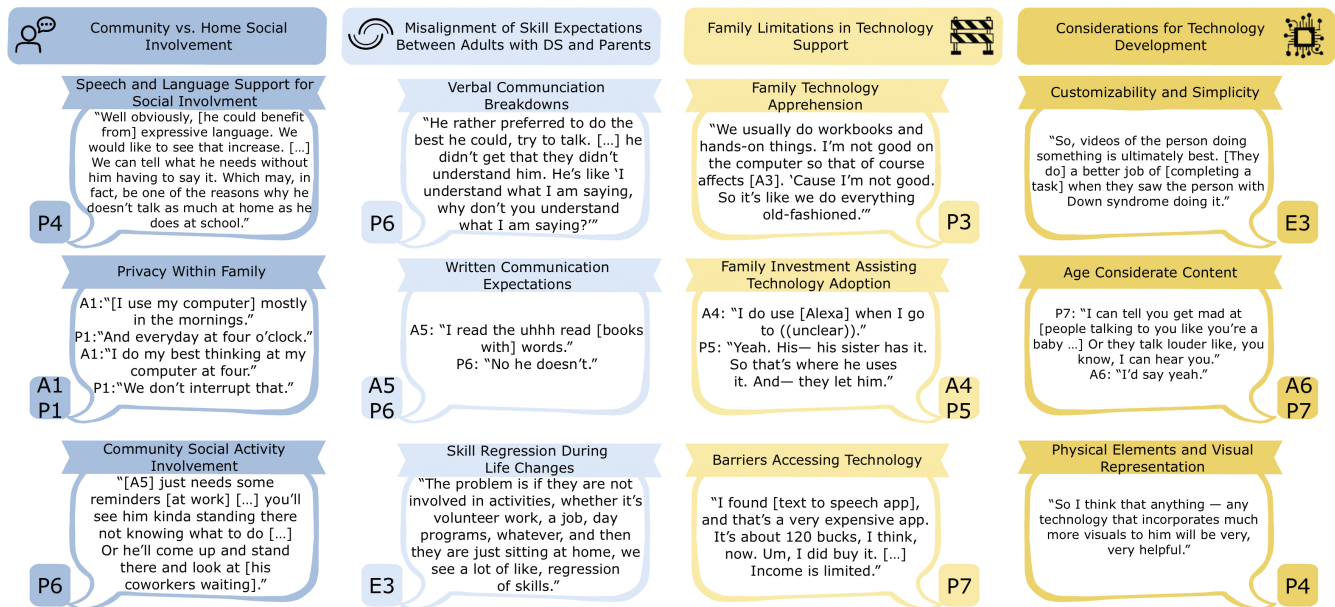 Community vs. Home Social
Involvement
Speech and Language Support for
Social Involvment
“Well obviously, [he could benefit
from] expressive language. We
would like to see that increase. […]
We can tell what he needs without
him having to say it. Which may, in
fact, be one of the reasons why he
doesn’t talk as much at home as he
does at school.”
P4
Privacy Within Family
A1:“[I use my computer] mostly
in the mornings.”
P1:“And everyday at four o’clock.”
A1:“I do my best thinking at my
computer at four.”
P1:“We don’t interrupt that.”
A1
P1
Community Social Activity
Involvement
“[A5] just needs some
reminders [at work] […] you’ll
see him kinda standing there
not knowing what to do […]
Or he’ll come up and stand
there and look at [his
coworkers waiting].”
P6
Misalignment of Skill Expectations
Between Adults with DS and Parents
Verbal Communciation
Breakdowns
“He rather preferred to do the
best he could, try to talk. […] he
didn’t get that they didn’t
understand him. He’s like ‘I
understand what I am saying,
why don’t you understand
what I am saying?’”
P6
Written Communication
Expectations
A5: “I read the uhhh read [books
with] words.”
P6: “No he doesn’t.”
A5
P6
Skill Regression During
Life Changes
“The problem is if they are not
involved in activities, whether it’s
volunteer work, a job, day
programs, whatever, and then
they are just sitting at home, we
see a lot of like, regression
of skills.”
E3
Family Limitations in Technology
Support
Family Technology
Apprehension
“We usually do workbooks and
hands-on things. I’m not good on
the computer so that of course
affects [A3]. ‘Cause I’m not good.
So it’s like we do everything
old-fashioned.’”
P3
Family Investment Assisting
Technology Adoption
A4: “I do use [Alexa] when I go
to ((unclear)).”
P5: “Yeah. His— his sister has it.
So that’s where he uses
it. And— they let him.”
A4
P5
Barriers Accessing Technology
“I found [text to speech app],
and that’s a very expensive app.
It’s about 120 bucks, I think,
now. Um, I did buy it. […]
Income is limited.”
P7
Considerations for Technology
Development
Customizability and Simplicity
“So, videos of the person doing
something is ultimately best. [They
do] a better job of [completing a
task] when they saw the person with
Down syndrome doing it.”
E3
Age Considerate Content
P7: “I can tell you get mad at
[people talking to you like you’re a
baby …] Or they talk louder like, you
know, I can hear you.”
A6: “I’d say yeah.”
A6
P7
Physical Elements and Visual
Representation
“So I think that anything — any
technology that incorporates much
more visuals to him will be very,
very helpful.”
P4